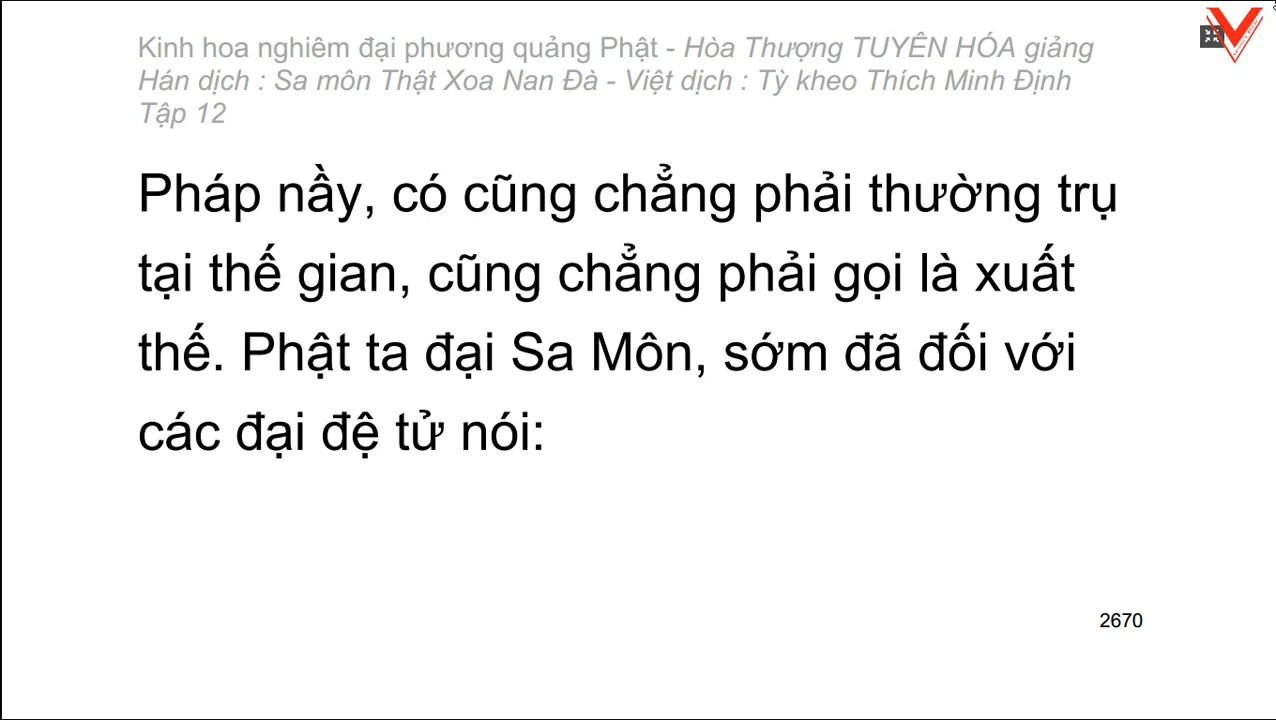 Kinh hoa nghiêm đại phương quảng Phật - Hòa Thượng TUYÊN HÓA giảng
Hán dịch : Sa môn Thật Xoa Nan Đà - Việt dịch : Tỳ kheo Thích Minh Định
Tập 12
Pháp nầy, có cũng chẳng phải thường trụ
tại thế gian, cũng chẳng phải gọi là xuất
thế. Phật ta đại Sa Môn, sớm đã đối với
các đại đệ tử nói:
2670